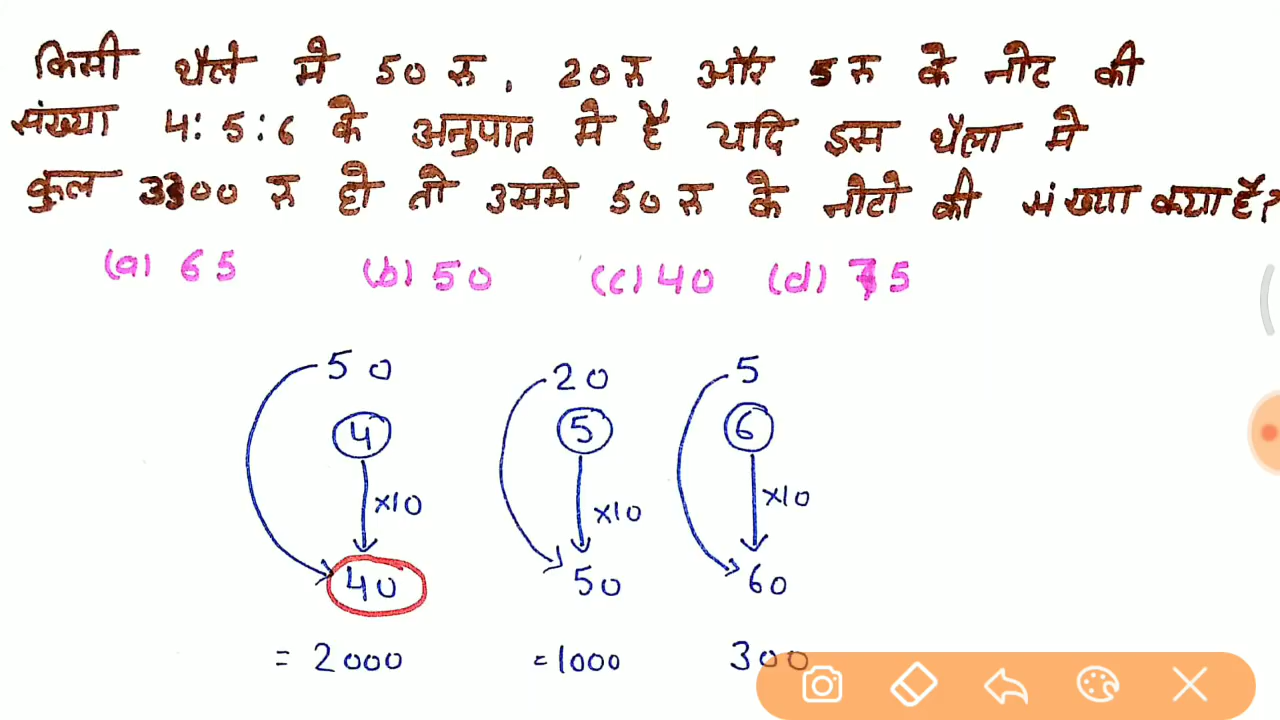 किसी थैले मे 50 रु, 20 रु और 5 रु के नोट की
संख्या 4:5:6 के अनुपात मे है यदि इस थैला मे
कुल 3300 रु हो तो उसमे 50 रु के नोटो की संख्या क्या है?
(a) 65 (b) 50 (c) 40 (d) 75
50 20 5
4 5 6
×10 ×10 ×10
40 50 60
= 2000 = 1000 300